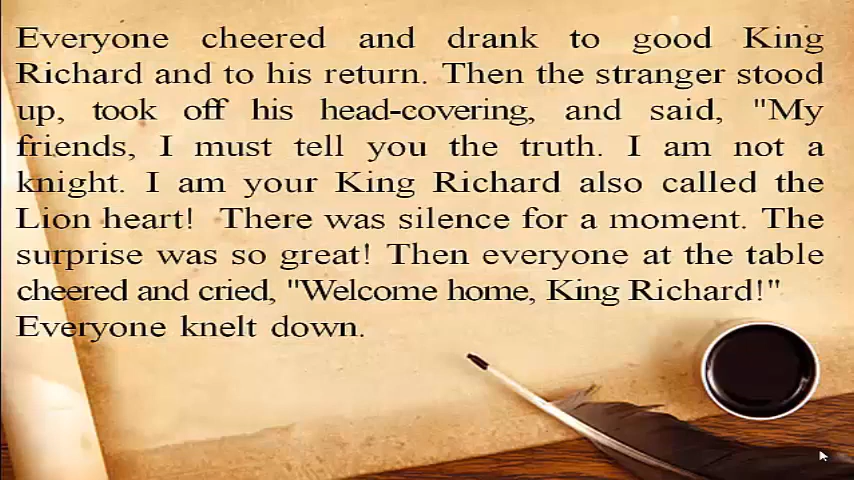 Everyone cheered and drank to good King
Richard and to his return. Then the stranger stood
up, took off his head-covering, and said, "My
friends, I must tell you the truth. I am not a
knight. I am your King Richard also called the
Lion heart! There was silence for a moment. The
surprise was so great! Then everyone at the table
cheered and cried, "Welcome home, King Richard!"
Everyone knelt down.